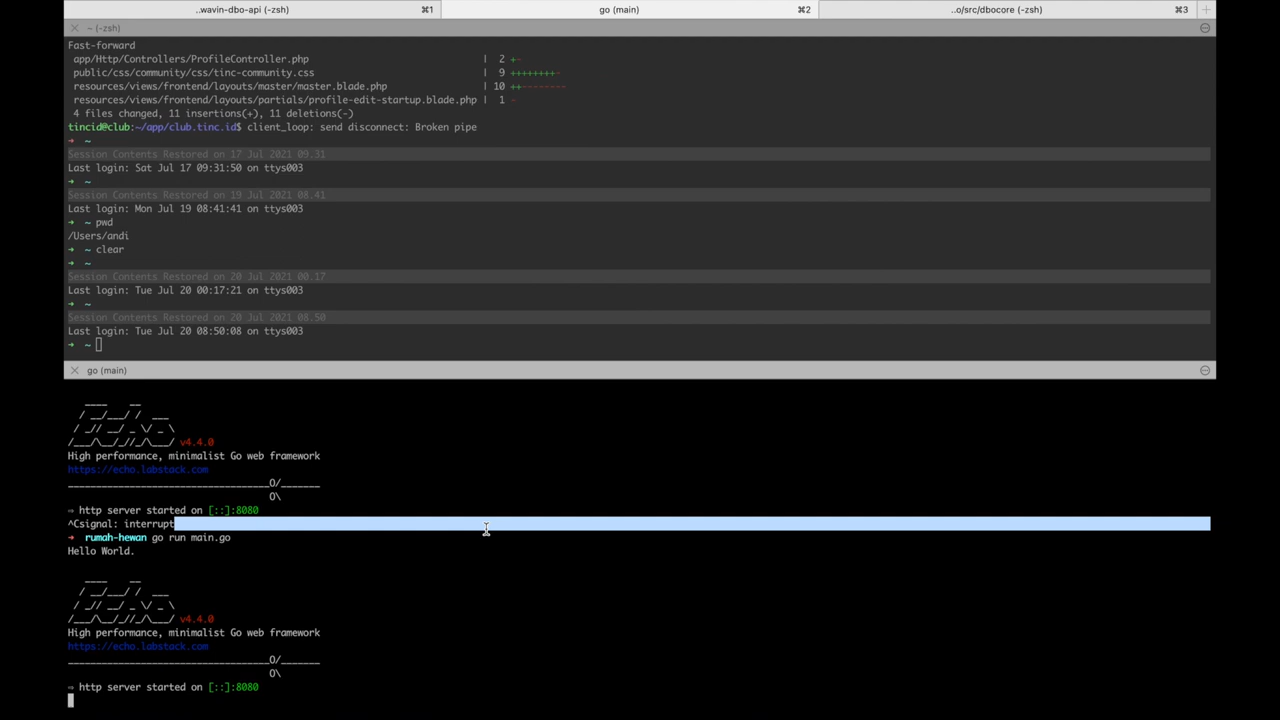 ..wavin-dbo-api (-zsh) ⌘1 go (main) ⌘2 ..o/src/dbocore (-zsh) ⌘3 +
~ (-zsh)
Fast-forward
app/Http/Controllers/ProfileController.php | 2 +-
public/css/community/css/tinc-community.css | 9 ++++++++-
resources/views/frontend/layouts/master/master.blade.php | 10 ++--------
resources/views/frontend/layouts/partials/profile-edit-startup.blade.php | 1 -
4 files changed, 11 insertions(+), 11 deletions(-)
tincid@club:~/app/club.tinc.id$ client_loop: send disconnect: Broken pipe
➜ ~
Session Contents Restored on 17 Jul 2021 09.31
Last login: Sat Jul 17 09:31:50 on ttys003
➜ ~
Session Contents Restored on 19 Jul 2021 08.41
Last login: Mon Jul 19 08:41:41 on ttys003
➜ ~ pwd
/Users/andi
➜ ~ clear
➜ ~
Session Contents Restored on 20 Jul 2021 00.17
Last login: Tue Jul 20 00:17:21 on ttys003
➜ ~
Session Contents Restored on 20 Jul 2021 08.50
Last login: Tue Jul 20 08:50:08 on ttys003
➜ ~
go (main)
Echo v4.4.0
High performance, minimalist Go web framework
https://echo.labstack.com
____________________________________O/_______
O\
⇨ http server started on [::]:8080
^Csignal: interrupt
➜ rumah-hewan go run main.go
Hello World.
Echo v4.4.0
High performance, minimalist Go web framework
https://echo.labstack.com
____________________________________O/_______
O\
⇨ http server started on [::]:8080